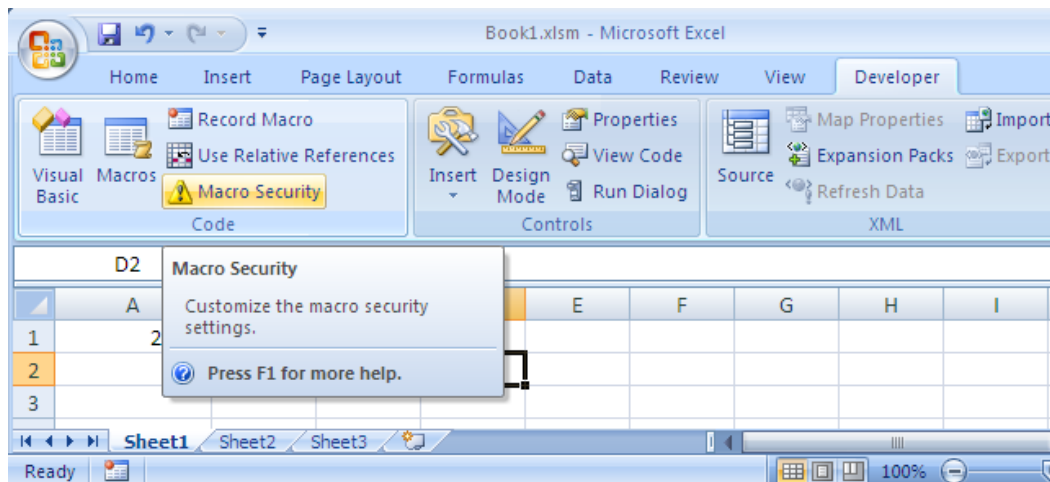 Book1.xlsm - Microsoft Excel
Home Insert Page Layout Formulas Data Review View Developer
Visual Basic
Macros
Record Macro
Use Relative References
Macro Security
Code
Insert
Design Mode
Properties
View Code
Run Dialog
Controls
Source
Map Properties
Expansion Packs
Refresh Data
Import
Export
XML
D2
Macro Security
Customize the macro security
settings.
Press F1 for more help.
A E F G H I
1 2
2
3
Sheet1 Sheet2 Sheet3
Ready 100%